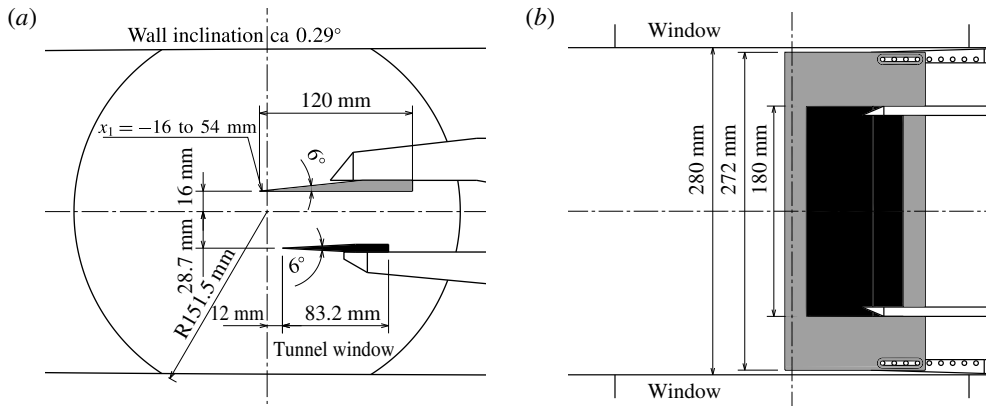 (a)
Wall inclination ca 0.29°
120 mm
x₁ = −16 to 54 mm
6°
16 mm
28.7 mm
6°
R151.5 mm
12 mm
83.2 mm
Tunnel window
(b)
Window
280 mm
272 mm
180 mm
Window